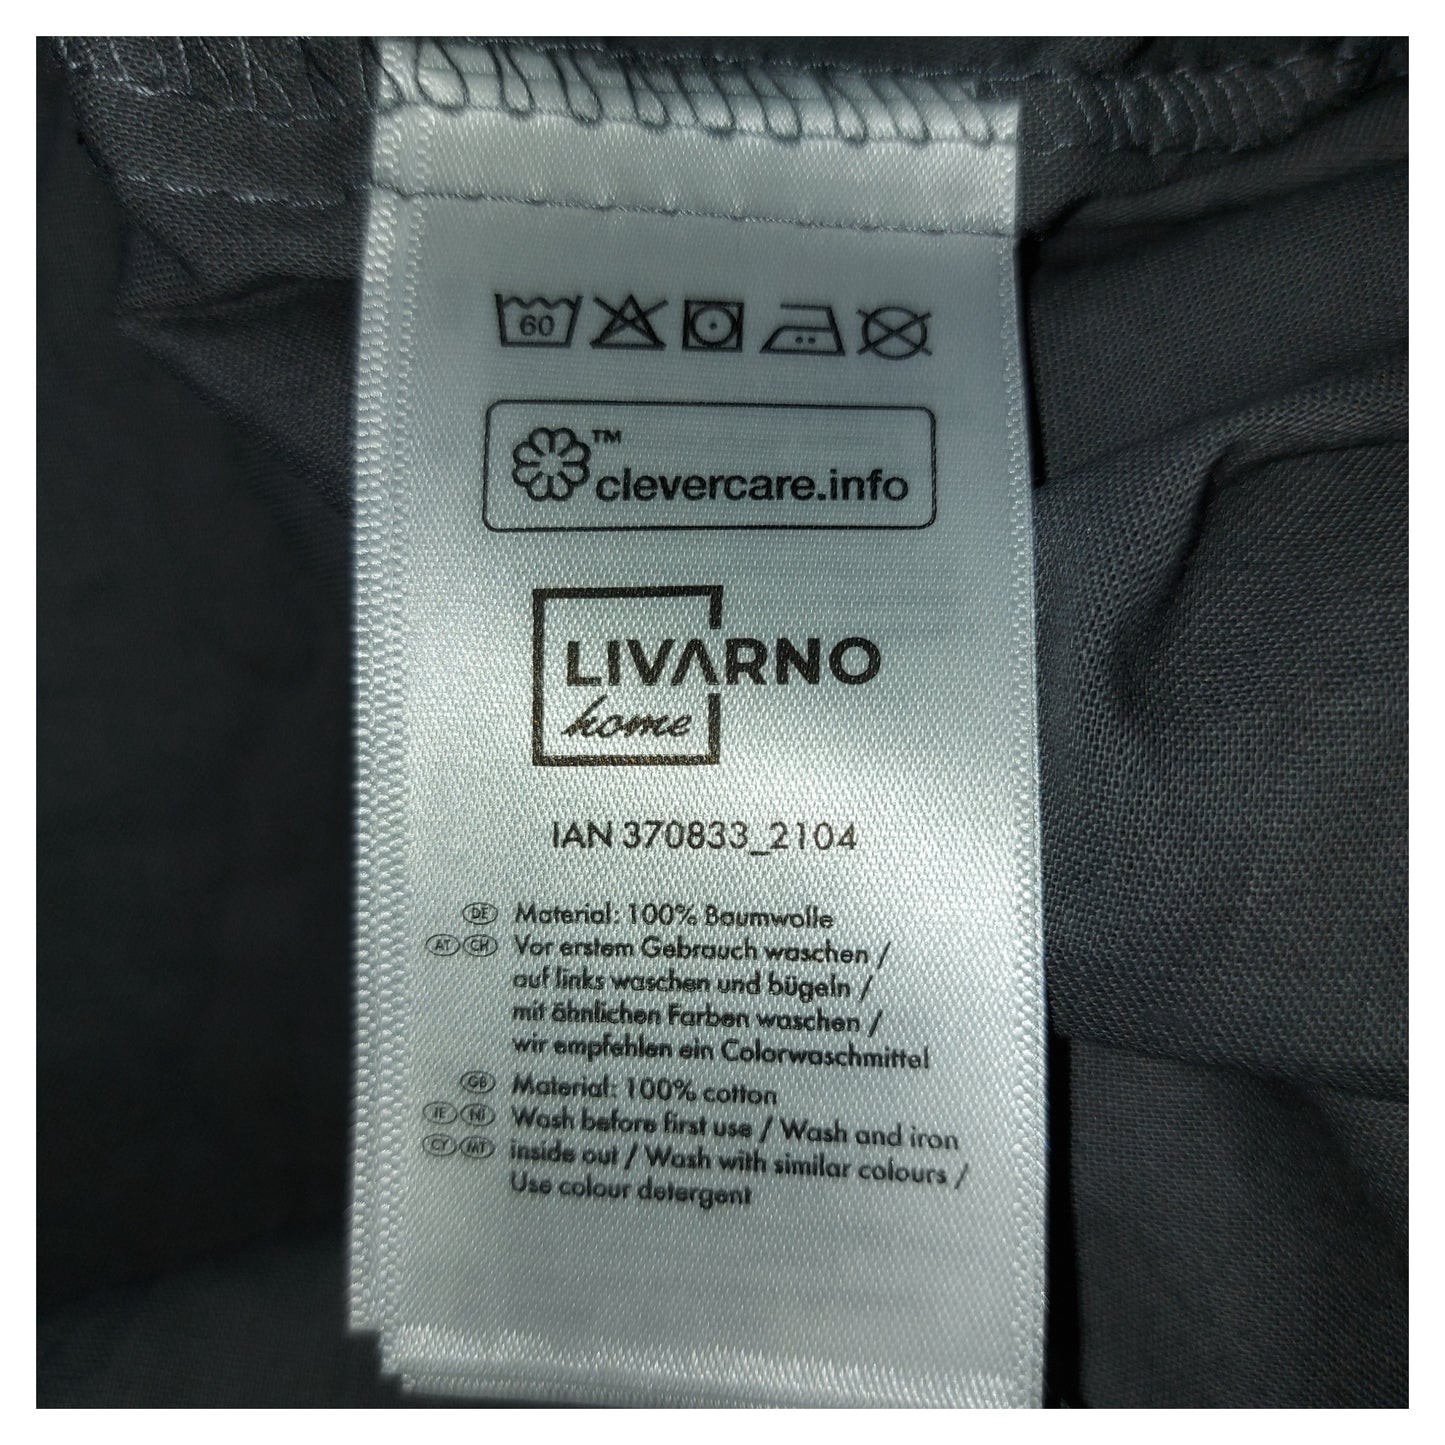 60
™
clevercare.info
LIVARNO
home
IAN 370833_2104
DE Material: 100% Baumwolle
AT CH Vor erstem Gebrauch waschen /
auf links waschen und bügeln /
mit ähnlichen Farben waschen /
wir empfehlen ein Colorwaschmittel
GB Material: 100% cotton
IE NI Wash before first use / Wash and iron
CY MT inside out / Wash with similar colours /
Use colour detergent